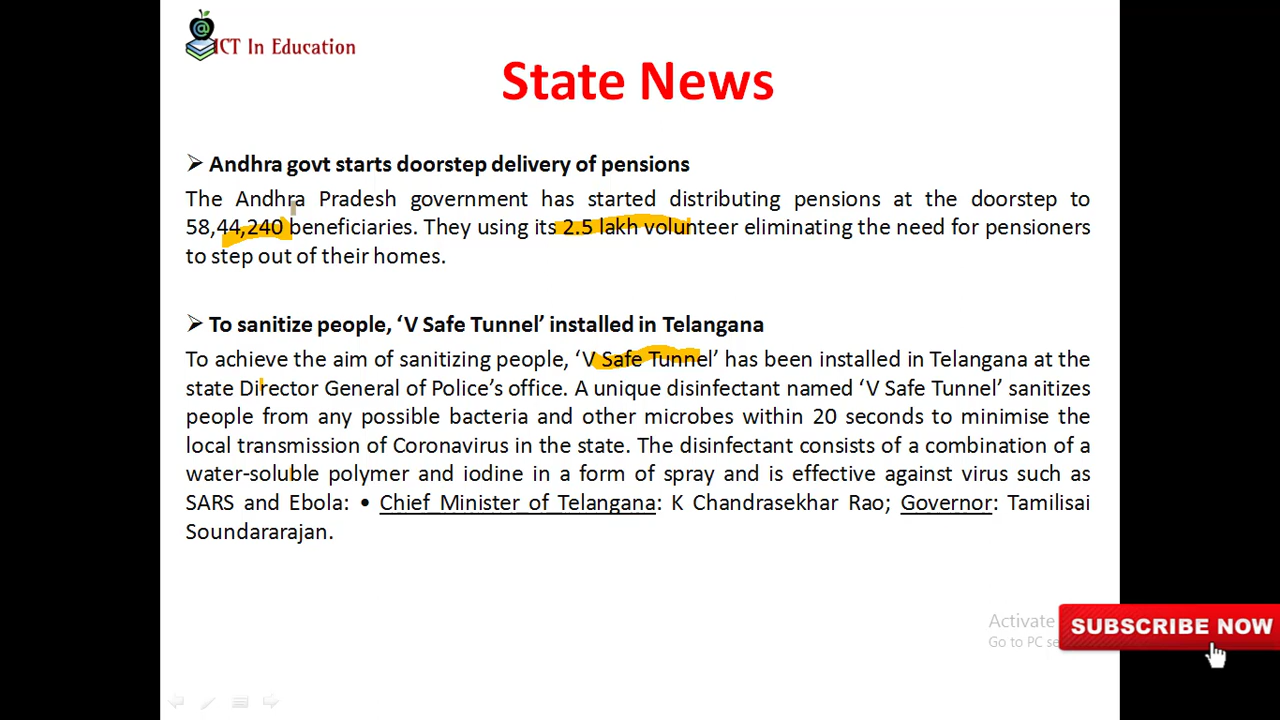 ICT In Education
State News
➢ Andhra govt starts doorstep delivery of pensions
The Andhra Pradesh government has started distributing pensions at the doorstep to
58,44,240 beneficiaries. They using its 2.5 lakh volunteer eliminating the need for pensioners
to step out of their homes.
➢ To sanitize people, ‘V Safe Tunnel’ installed in Telangana
To achieve the aim of sanitizing people, ‘V Safe Tunnel’ has been installed in Telangana at the
state Director General of Police’s office. A unique disinfectant named ‘V Safe Tunnel’ sanitizes
people from any possible bacteria and other microbes within 20 seconds to minimise the
local transmission of Coronavirus in the state. The disinfectant consists of a combination of a
water-soluble polymer and iodine in a form of spray and is effective against virus such as
SARS and Ebola: • Chief Minister of Telangana: K Chandrasekhar Rao; Governor: Tamilisai
Soundararajan.
Activate
Go to PC
SUBSCRIBE NOW